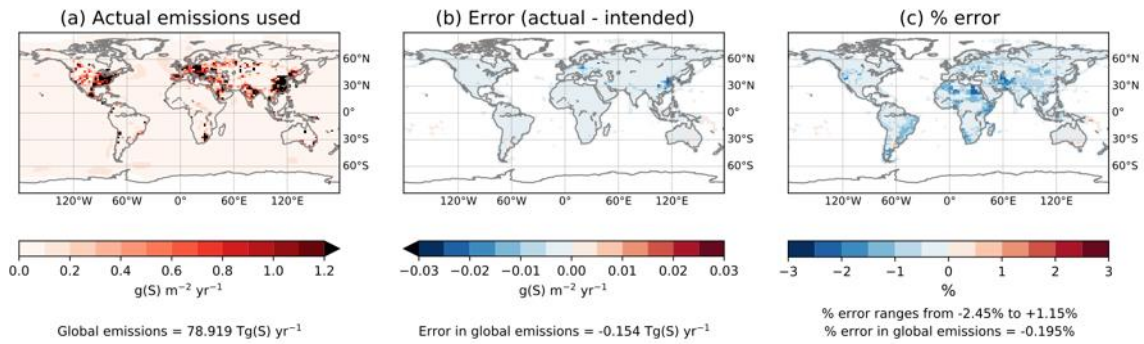 (a) Actual emissions used
60°N
30°N
0°
30°S
60°S
120°W 60°W 0° 60°E 120°E
0.0 0.2 0.4 0.6 0.8 1.0 1.2
g(S) m⁻² yr⁻¹
Global emissions = 78.919 Tg(S) yr⁻¹
(b) Error (actual - intended)
60°N
30°N
0°
30°S
60°S
120°W 60°W 0° 60°E 120°E
−0.03 −0.02 −0.01 0.00 0.01 0.02 0.03
g(S) m⁻² yr⁻¹
Error in global emissions = -0.154 Tg(S) yr⁻¹
(c) % error
60°N
30°N
0°
30°S
60°S
120°W 60°W 0° 60°E 120°E
−3 −2 −1 0 1 2 3
%
% error ranges from -2.45% to +1.15%
% error in global emissions = -0.195%